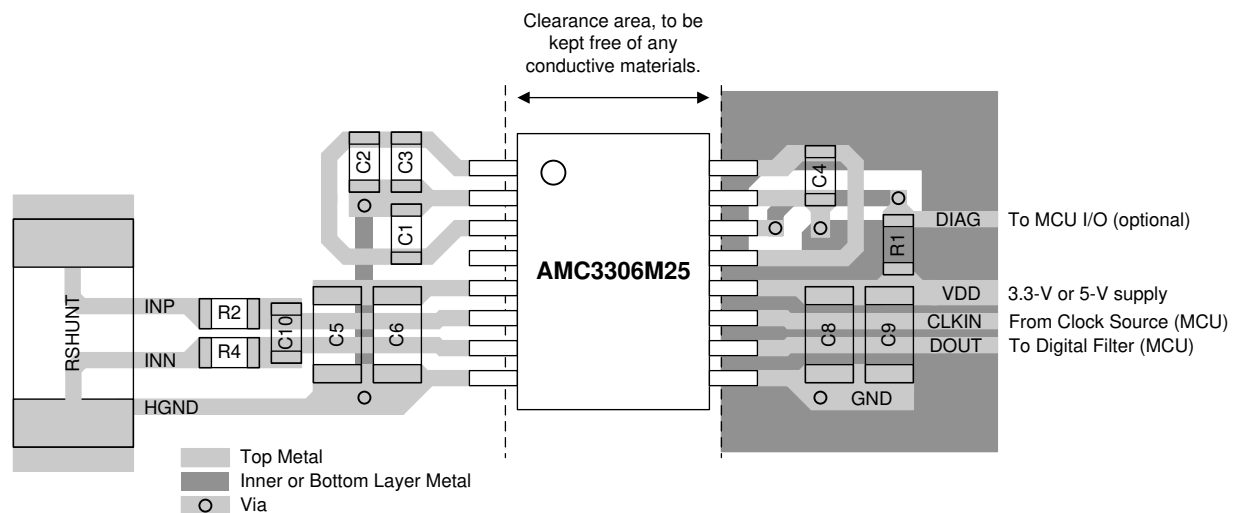 Clearance area, to be
kept free of any
conductive materials.
C2
C3
C1
C4
R1
DIAG
To MCU I/O (optional)
AMC3306M25
RSHUNT
INP
INN
HGND
R2
R4
C10
C5
C6
C8
C9
VDD
3.3-V or 5-V supply
CLKIN
From Clock Source (MCU)
DOUT
To Digital Filter (MCU)
GND
Top Metal
Inner or Bottom Layer Metal
Via